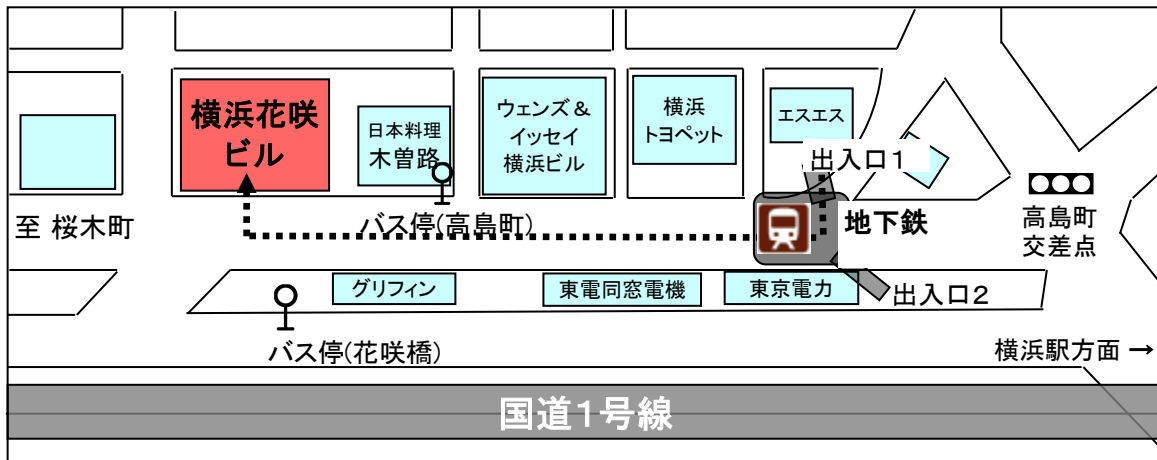 横浜花咲
ビル
日本料理
木曽路
ウェンズ&
イッセイ
横浜ビル
横浜
トヨペット
エスエス
出入口1
至 桜木町
バス停(高島町)
地下鉄
高島町
交差点
グリフィン
東電同窓電機
東京電力
出入口2
バス停(花咲橋)
横浜駅方面 →
国道1号線